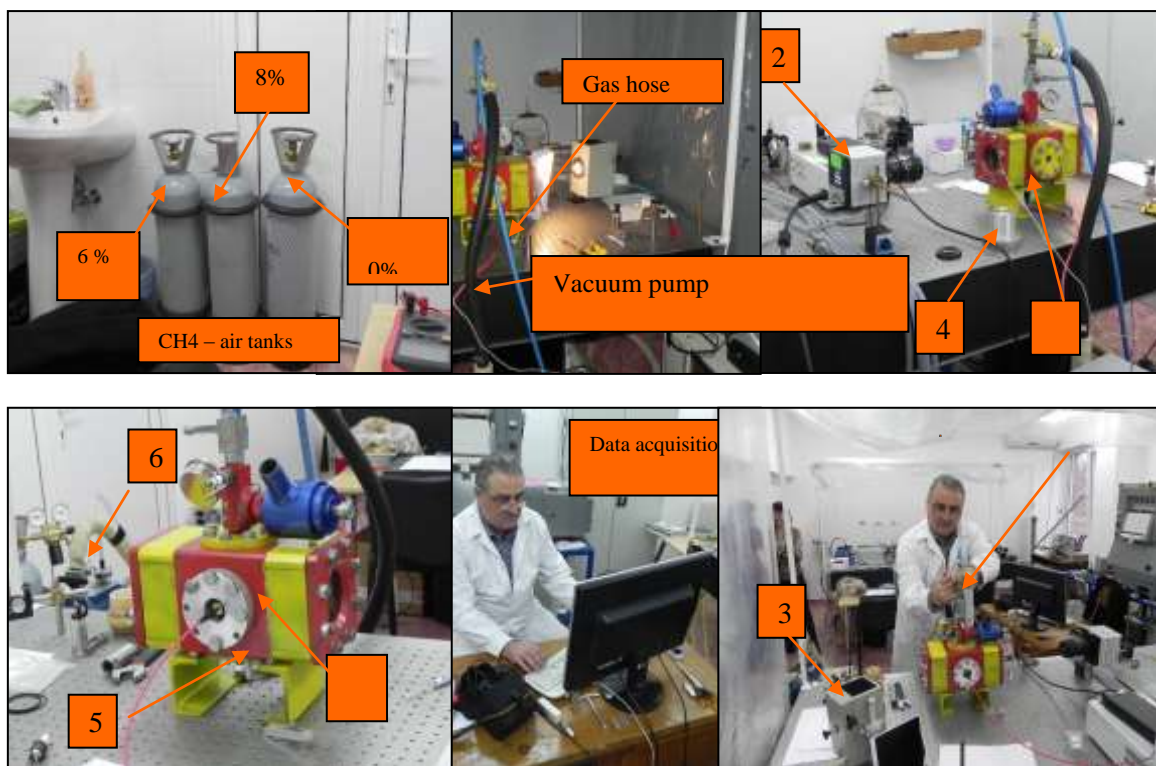 8%
6 %
0%
CH4 – air tanks
Gas hose
Vacuum pump
2
4
6
5
Data acquisitio
3